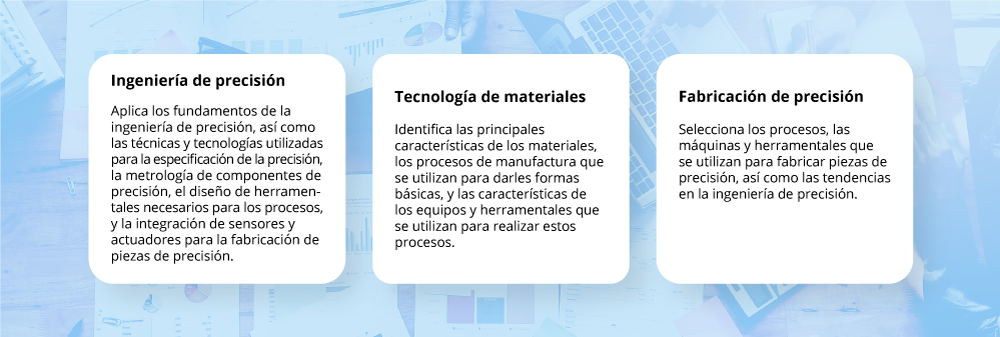 Ingeniería de precisión
Aplica los fundamentos de la
ingeniería de precisión, así como
las técnicas y tecnologías utilizadas
para la especificación de la precisión,
la metrología de componentes de
precisión, el diseño de herramen-
tales necesarios para los procesos,
y la integración de sensores y
actuadores para la fabricación de
piezas de precisión.
Tecnología de materiales
Identifica las principales
características de los materiales,
los procesos de manufactura que
se utilizan para darles formas
básicas, y las características de
los equipos y herramentales que
se utilizan para realizar estos
procesos.
Fabricación de precisión
Selecciona los procesos, las
máquinas y herramentales que
se utilizan para fabricar piezas de
precisión, así como las tendencias
en la ingeniería de precisión.